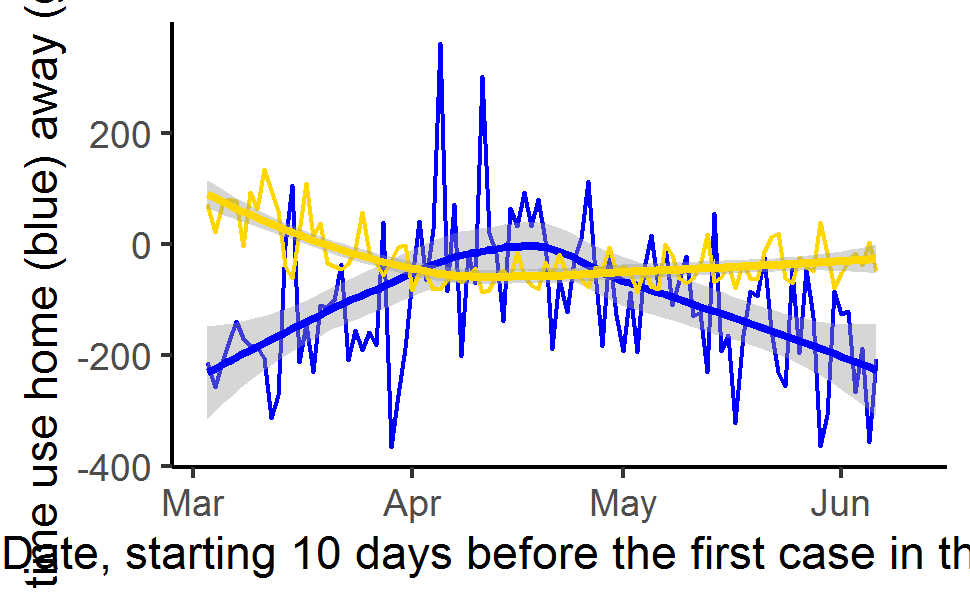 time use home (blue) away (
200
0
-200
-400
Mar Apr May Jun
Date, starting 10 days before the first case in th